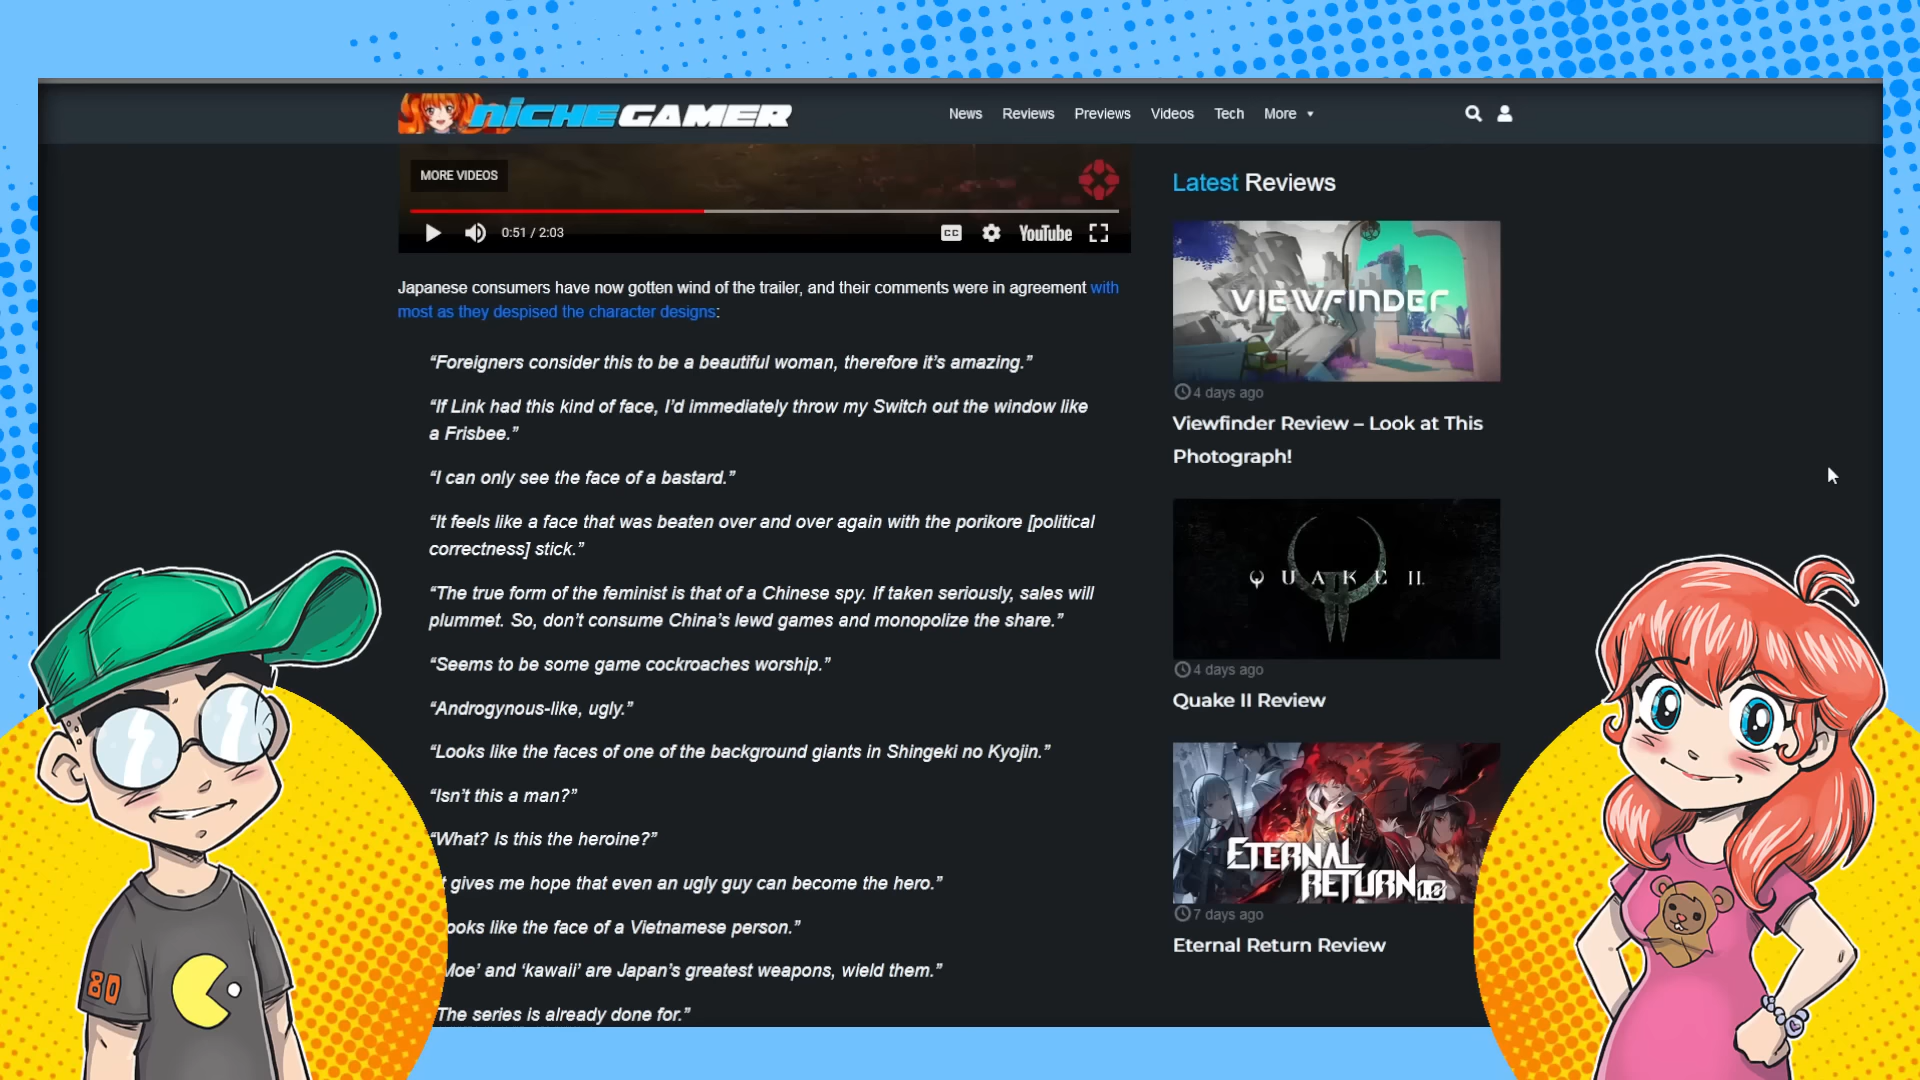 NICHEGAMER
News Reviews Previews Videos Tech More
MORE VIDEOS
0:51 / 2:03
CC
YouTube
Japanese consumers have now gotten wind of the trailer, and their comments were in agreement with
most as they despised the character designs:
“Foreigners consider this to be a beautiful woman, therefore it’s amazing.”
“If Link had this kind of face, I’d immediately throw my Switch out the window like
a Frisbee.”
“I can only see the face of a bastard.”
“It feels like a face that was beaten over and over again with the porikore [political
correctness] stick.”
“The true form of the feminist is that of a Chinese spy. If taken seriously, sales will
plummet. So, don’t consume China’s lewd games and monopolize the share.”
“Seems to be some game cockroaches worship.”
“Androgynous-like, ugly.”
“Looks like the faces of one of the background giants in Shingeki no Kyojin.”
“Isn’t this a man?”
“What? Is this the heroine?”
t gives me hope that even an ugly guy can become the hero.”
ooks like the face of a Vietnamese person.”
Moe’ and ‘kawaii’ are Japan’s greatest weapons, wield them.”
“The series is already done for.”
Latest Reviews
VIEWFINDER
4 days ago
Viewfinder Review – Look at This
Photograph!
QUAKE II
4 days ago
Quake II Review
ETERNAL
RETURN 1.0
7 days ago
Eternal Return Review
80